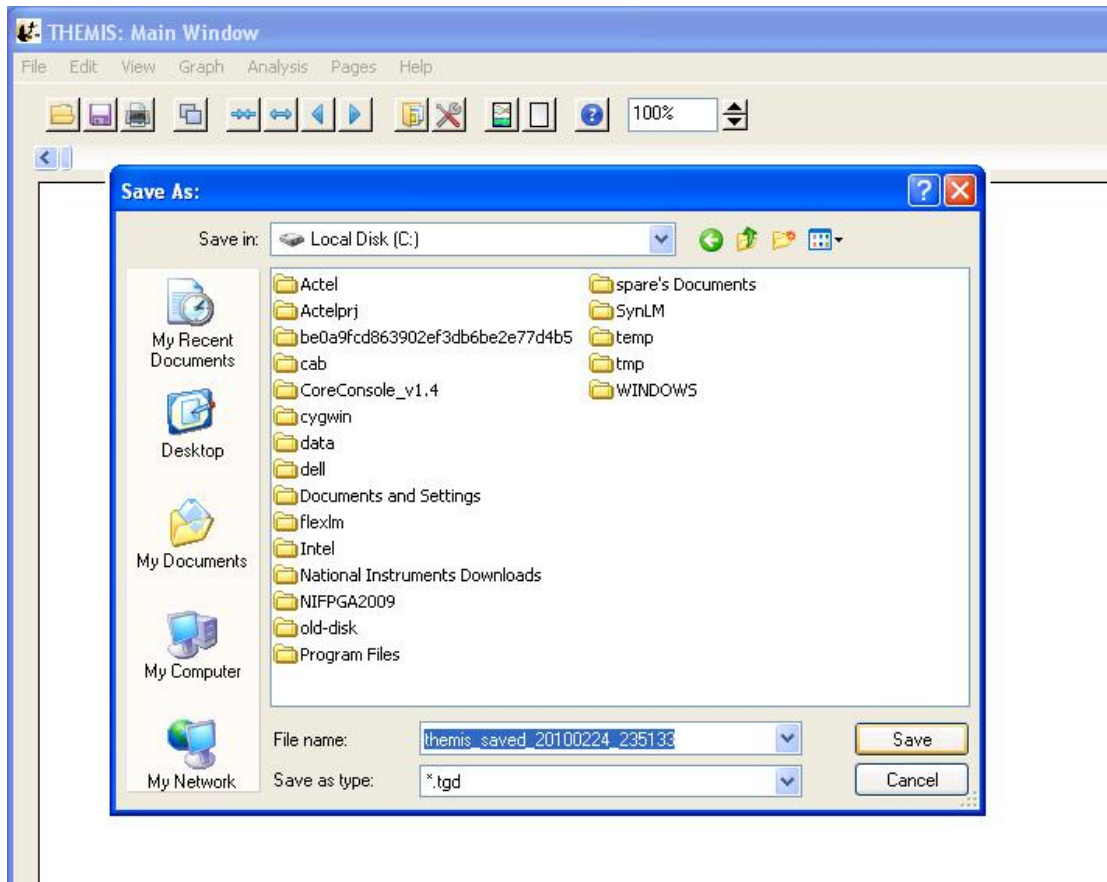 THEMIS: Main Window
File Edit View Graph Analysis Pages Help
100%
Save As:
Save in: Local Disk (C:)
My Recent Documents
Desktop
My Documents
My Computer
My Network
Actel
Actelprj
be0a9fcd863902ef3db6be2e77d4b5
cab
CoreConsole_v1.4
cygwin
data
dell
Documents and Settings
flexlm
Intel
National Instruments Downloads
NIFPGA2009
old-disk
Program Files
spare's Documents
SynLM
temp
tmp
WINDOWS
File name: themis_saved_20100224_235133
Save as type: *.tgd
Save
Cancel